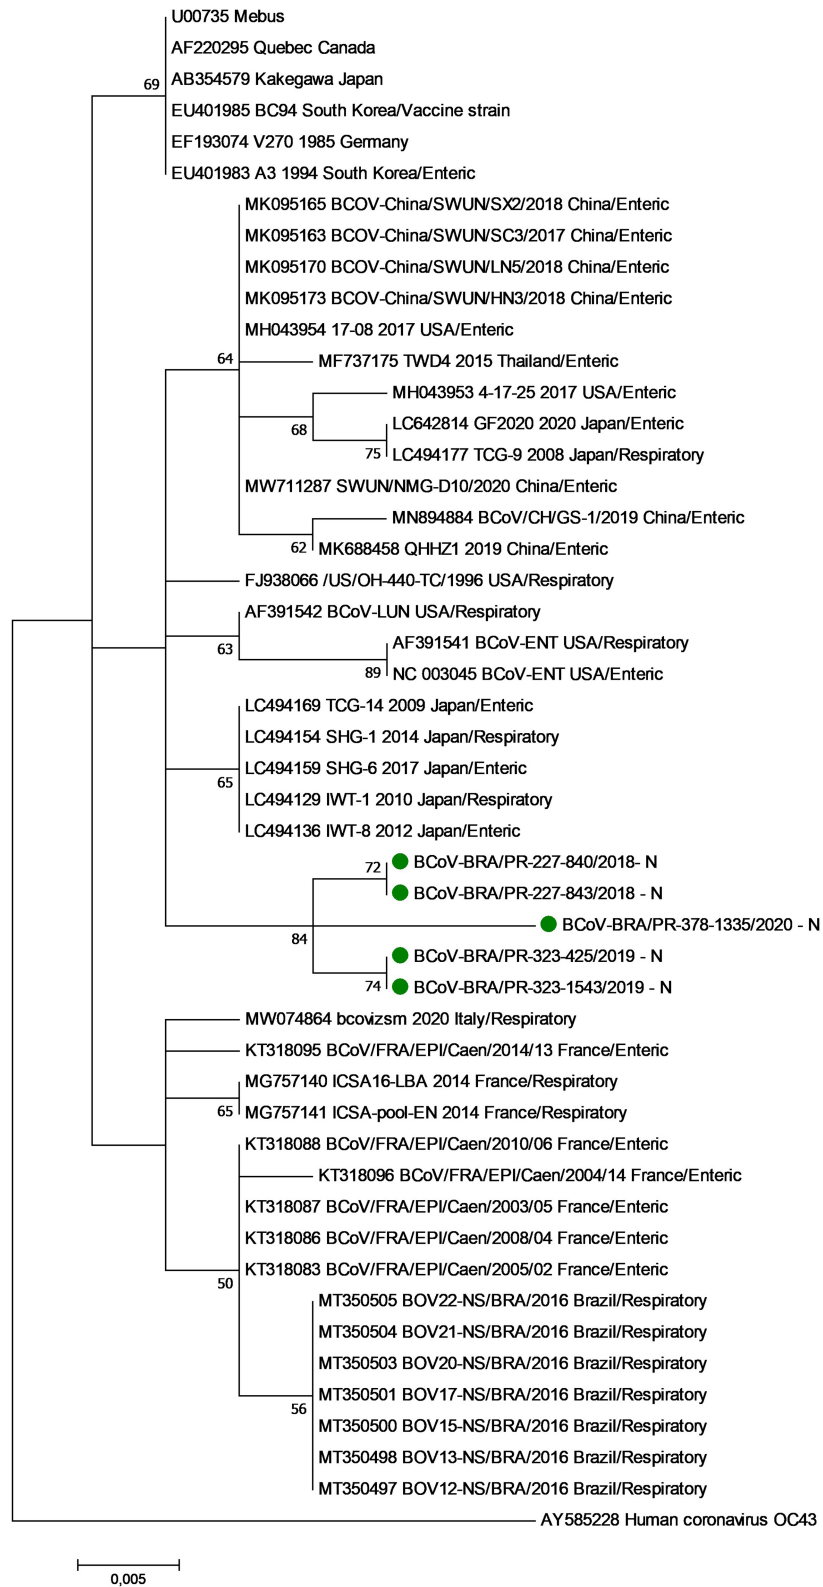 U00735 Mebus
AF220295 Quebec Canada
69
AB354579 Kakegawa Japan
EU401985 BC94 South Korea/Vaccine strain
EF193074 V270 1985 Germany
EU401983 A3 1994 South Korea/Enteric
MK095165 BCOV-China/SWUN/SX2/2018 China/Enteric
MK095163 BCOV-China/SWUN/SC3/2017 China/Enteric
MK095170 BCOV-China/SWUN/LN5/2018 China/Enteric
MK095173 BCOV-China/SWUN/HN3/2018 China/Enteric
MH043954 17-08 2017 USA/Enteric
64
MF737175 TWD4 2015 Thailand/Enteric
MH043953 4-17-25 2017 USA/Enteric
68
LC642814 GF2020 2020 Japan/Enteric
75
LC494177 TCG-9 2008 Japan/Respiratory
MW711287 SWUN/NMG-D10/2020 China/Enteric
MN894884 BCoV/CH/GS-1/2019 China/Enteric
62
MK688458 QHHZ1 2019 China/Enteric
FJ938066 /US/OH-440-TC/1996 USA/Respiratory
AF391542 BCoV-LUN USA/Respiratory
63
AF391541 BCoV-ENT USA/Respiratory
89
NC 003045 BCoV-ENT USA/Enteric
LC494169 TCG-14 2009 Japan/Enteric
LC494154 SHG-1 2014 Japan/Respiratory
LC494159 SHG-6 2017 Japan/Enteric
65
LC494129 IWT-1 2010 Japan/Respiratory
LC494136 IWT-8 2012 Japan/Enteric
72
BCoV-BRA/PR-227-840/2018- N
BCoV-BRA/PR-227-843/2018 - N
BCoV-BRA/PR-378-1335/2020 - N
84
BCoV-BRA/PR-323-425/2019 - N
74
BCoV-BRA/PR-323-1543/2019 - N
MW074864 bcovizsm 2020 Italy/Respiratory
KT318095 BCoV/FRA/EPI/Caen/2014/13 France/Enteric
MG757140 ICSA16-LBA 2014 France/Respiratory
65
MG757141 ICSA-pool-EN 2014 France/Respiratory
KT318088 BCoV/FRA/EPI/Caen/2010/06 France/Enteric
KT318096 BCoV/FRA/EPI/Caen/2004/14 France/Enteric
KT318087 BCoV/FRA/EPI/Caen/2003/05 France/Enteric
KT318086 BCoV/FRA/EPI/Caen/2008/04 France/Enteric
KT318083 BCoV/FRA/EPI/Caen/2005/02 France/Enteric
50
MT350505 BOV22-NS/BRA/2016 Brazil/Respiratory
MT350504 BOV21-NS/BRA/2016 Brazil/Respiratory
MT350503 BOV20-NS/BRA/2016 Brazil/Respiratory
MT350501 BOV17-NS/BRA/2016 Brazil/Respiratory
56
MT350500 BOV15-NS/BRA/2016 Brazil/Respiratory
MT350498 BOV13-NS/BRA/2016 Brazil/Respiratory
MT350497 BOV12-NS/BRA/2016 Brazil/Respiratory
AY585228 Human coronavirus OC43
0,005